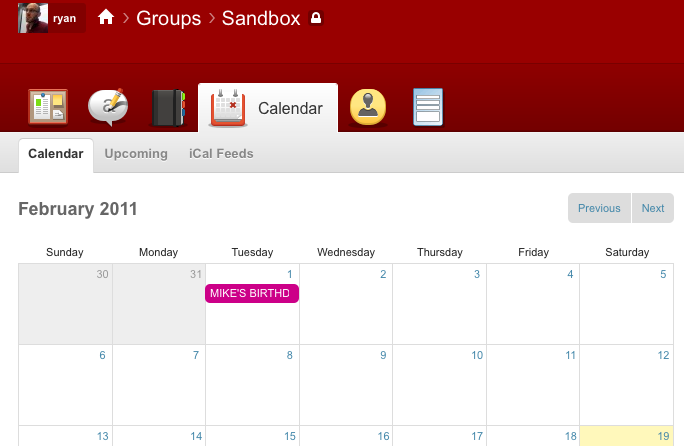 ryan Groups Sandbox
Calendar
Calendar Upcoming iCal Feeds
February 2011 Previous Next
Sunday Monday Tuesday Wednesday Thursday Friday Saturday
30 31 1 2 3 4 5
MIKE'S BIRTHD
6 7 8 9 10 11 12
13 14 15 16 17 18 19